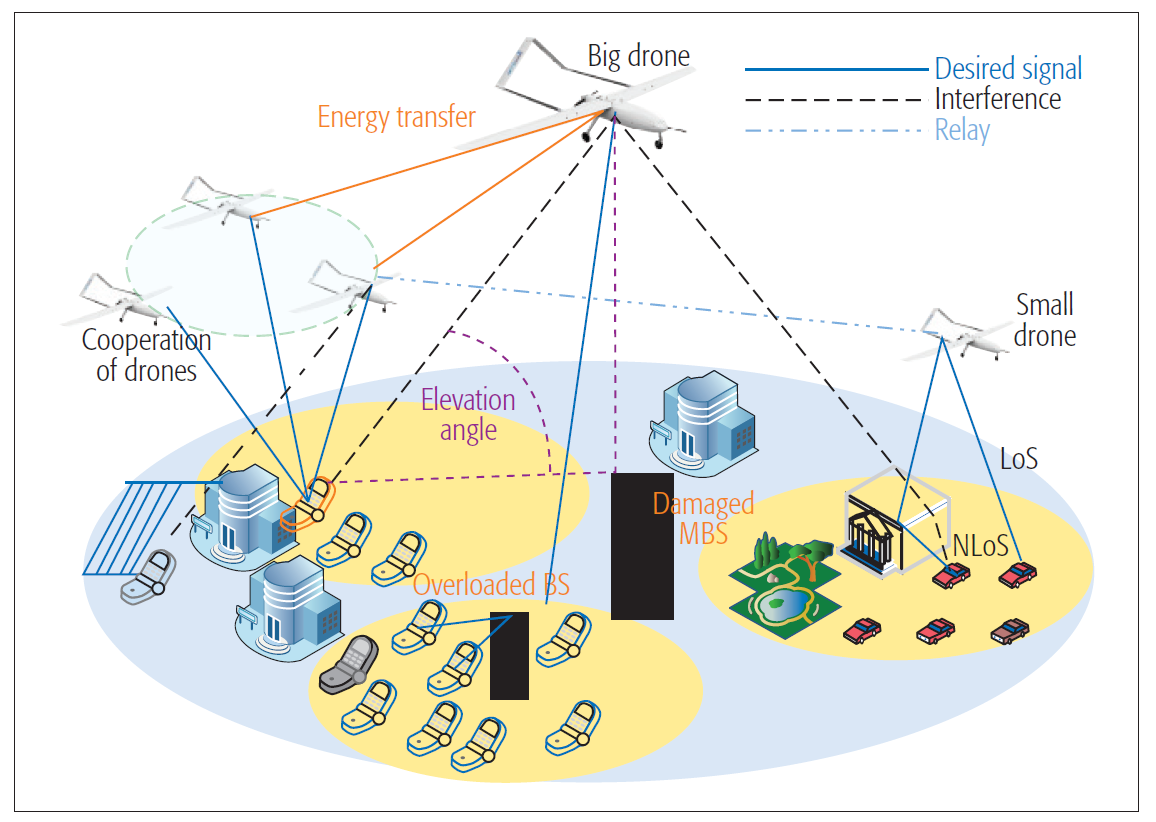 Big drone
Desired signal
Interference
Relay
Energy transfer
Small
drone
Cooperation
of drones
Elevation
angle
LoS
Damaged
MBS
NLoS
Overloaded BS